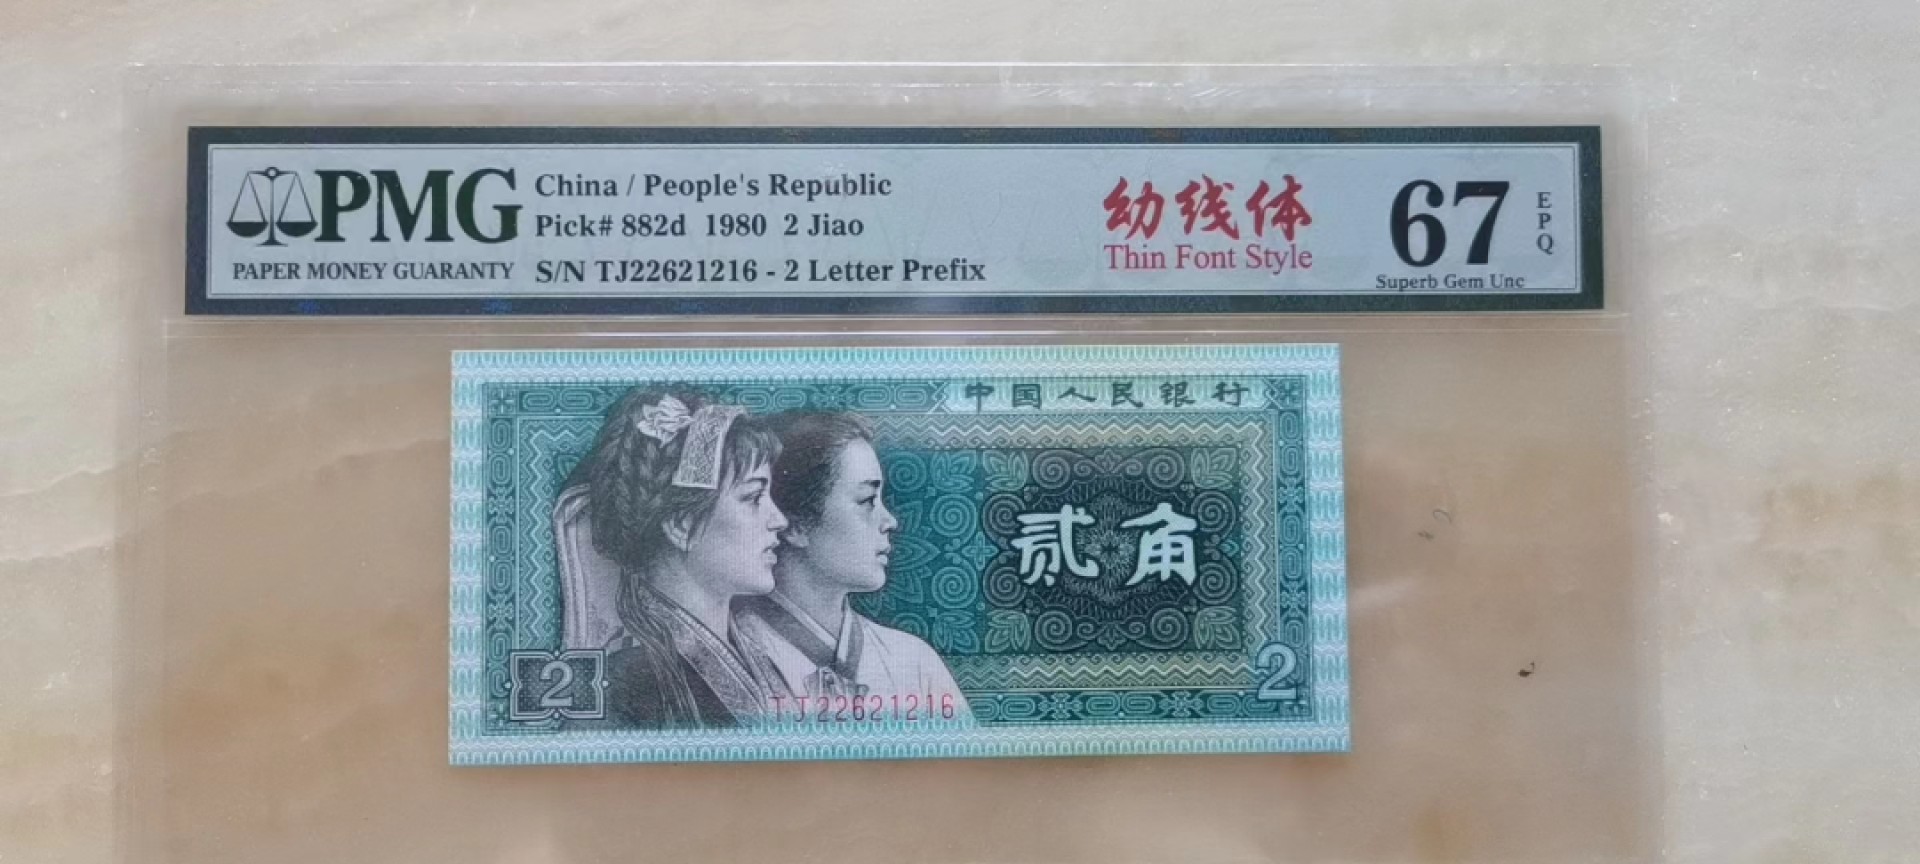 PMG
PAPER MONEY GUARANTY
China / People's Republic
Pick# 882d 1980 2 Jiao
S/N TJ22621216 - 2 Letter Prefix
幼线体
Thin Font Style
67
EPQ
Superb Gem Unc
中国人民银行
贰角
2
2
TJ22621216